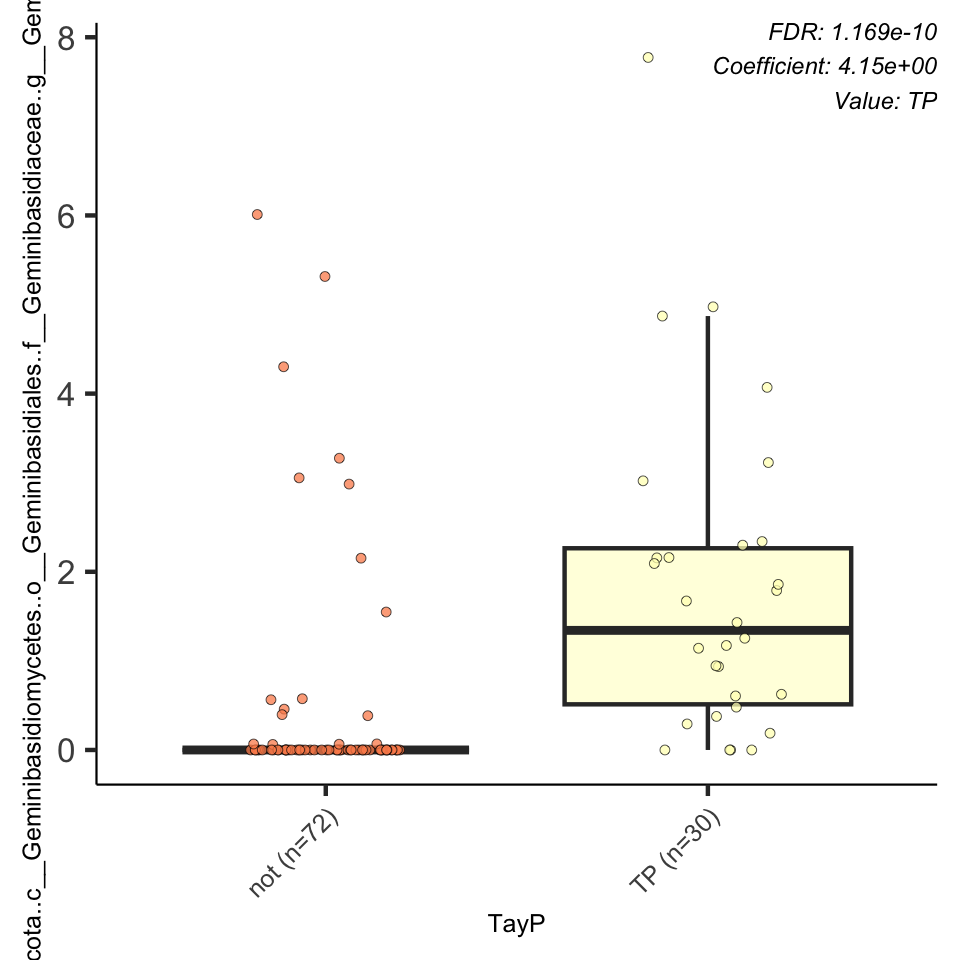 FDR: 1.169e-10
Coefficient: 4.15e+00
Value: TP
cota..c__Geminibasidiomycetes..o__Geminibasidiales..f__Geminibasidiaceae..g__Gem
8
6
4
2
0
not (n=72)
TP (n=30)
TayP